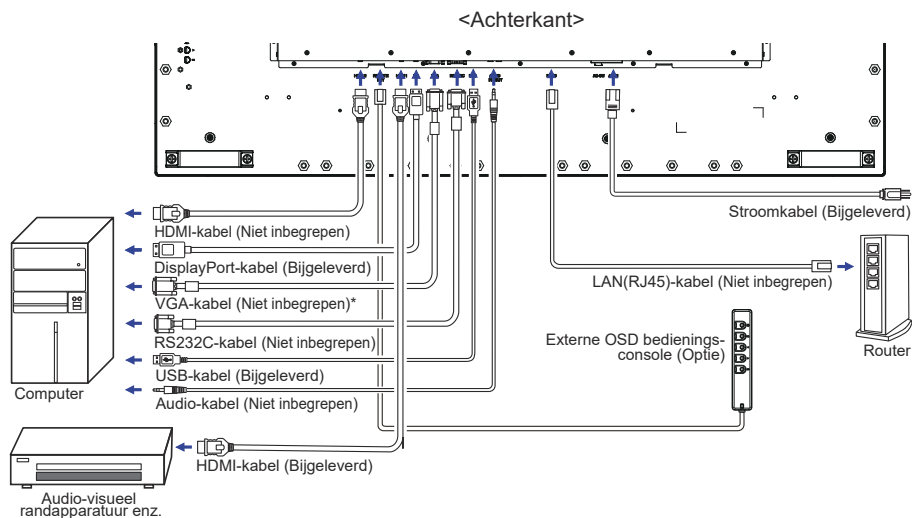 <Achterkant>
Stroomkabel (Bijgeleverd)
HDMI-kabel (Niet inbegrepen)
DisplayPort-kabel (Bijgeleverd)
LAN(RJ45)-kabel (Niet inbegrepen)
VGA-kabel (Niet inbegrepen)*
RS232C-kabel (Niet inbegrepen)
Externe OSD bedienings-
console (Optie)
Router
USB-kabel (Bijgeleverd)
Computer
Audio-kabel (Niet inbegrepen)
HDMI-kabel (Bijgeleverd)
Audio-visueel
randapparatuur enz.